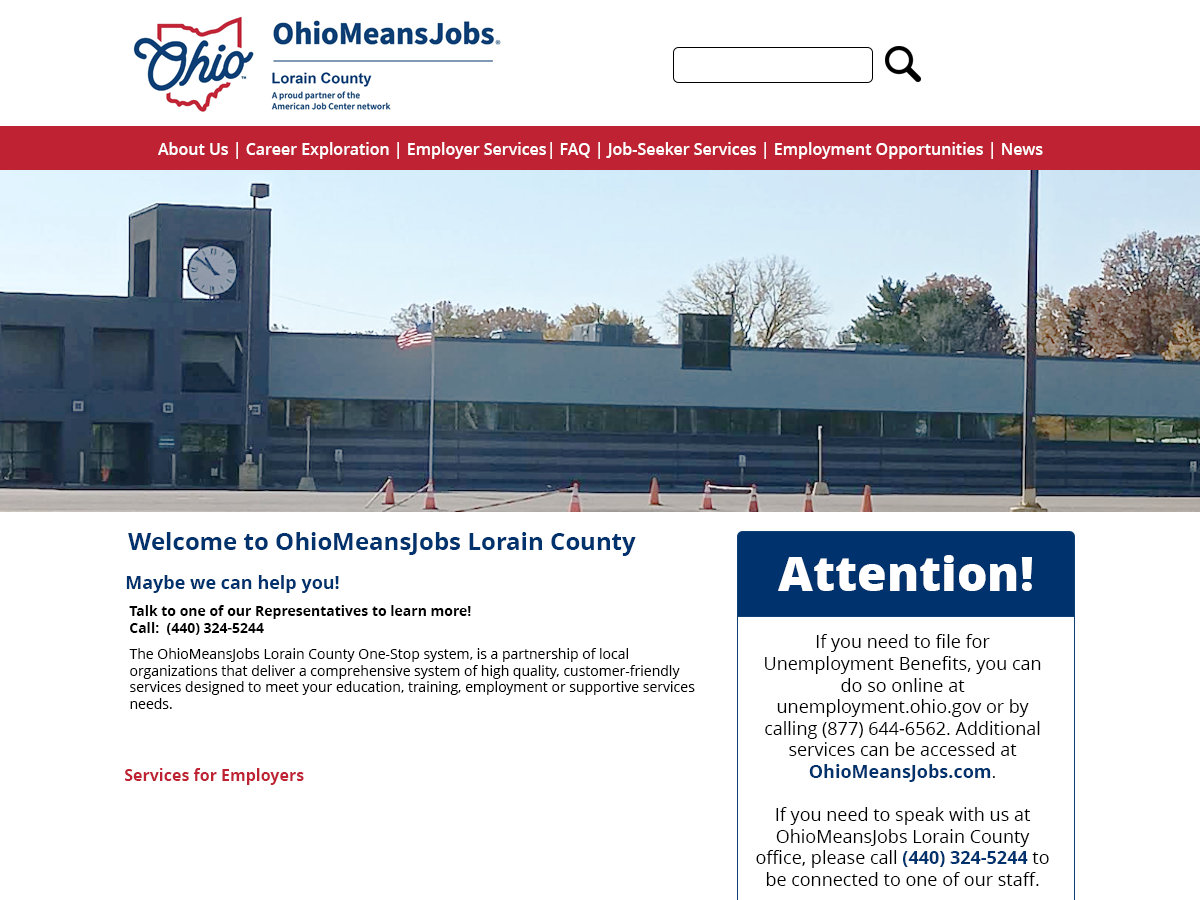 Ohio™
OhioMeansJobs®
Lorain County
A proud partner of the
American Job Center network
About Us | Career Exploration | Employer Services| FAQ | Job-Seeker Services | Employment Opportunities | News
Welcome to OhioMeansJobs Lorain County
Maybe we can help you!
Talk to one of our Representatives to learn more!
Call:  (440) 324-5244
The OhioMeansJobs Lorain County One-Stop system, is a partnership of local
organizations that deliver a comprehensive system of high quality, customer-friendly
services designed to meet your education, training, employment or supportive services
needs.
Services for Employers
Attention!
If you need to file for
Unemployment Benefits, you can
do so online at
unemployment.ohio.gov or by
calling (877) 644-6562. Additional
services can be accessed at
OhioMeansJobs.com.
If you need to speak with us at
OhioMeansJobs Lorain County
office, please call (440) 324-5244 to
be connected to one of our staff.